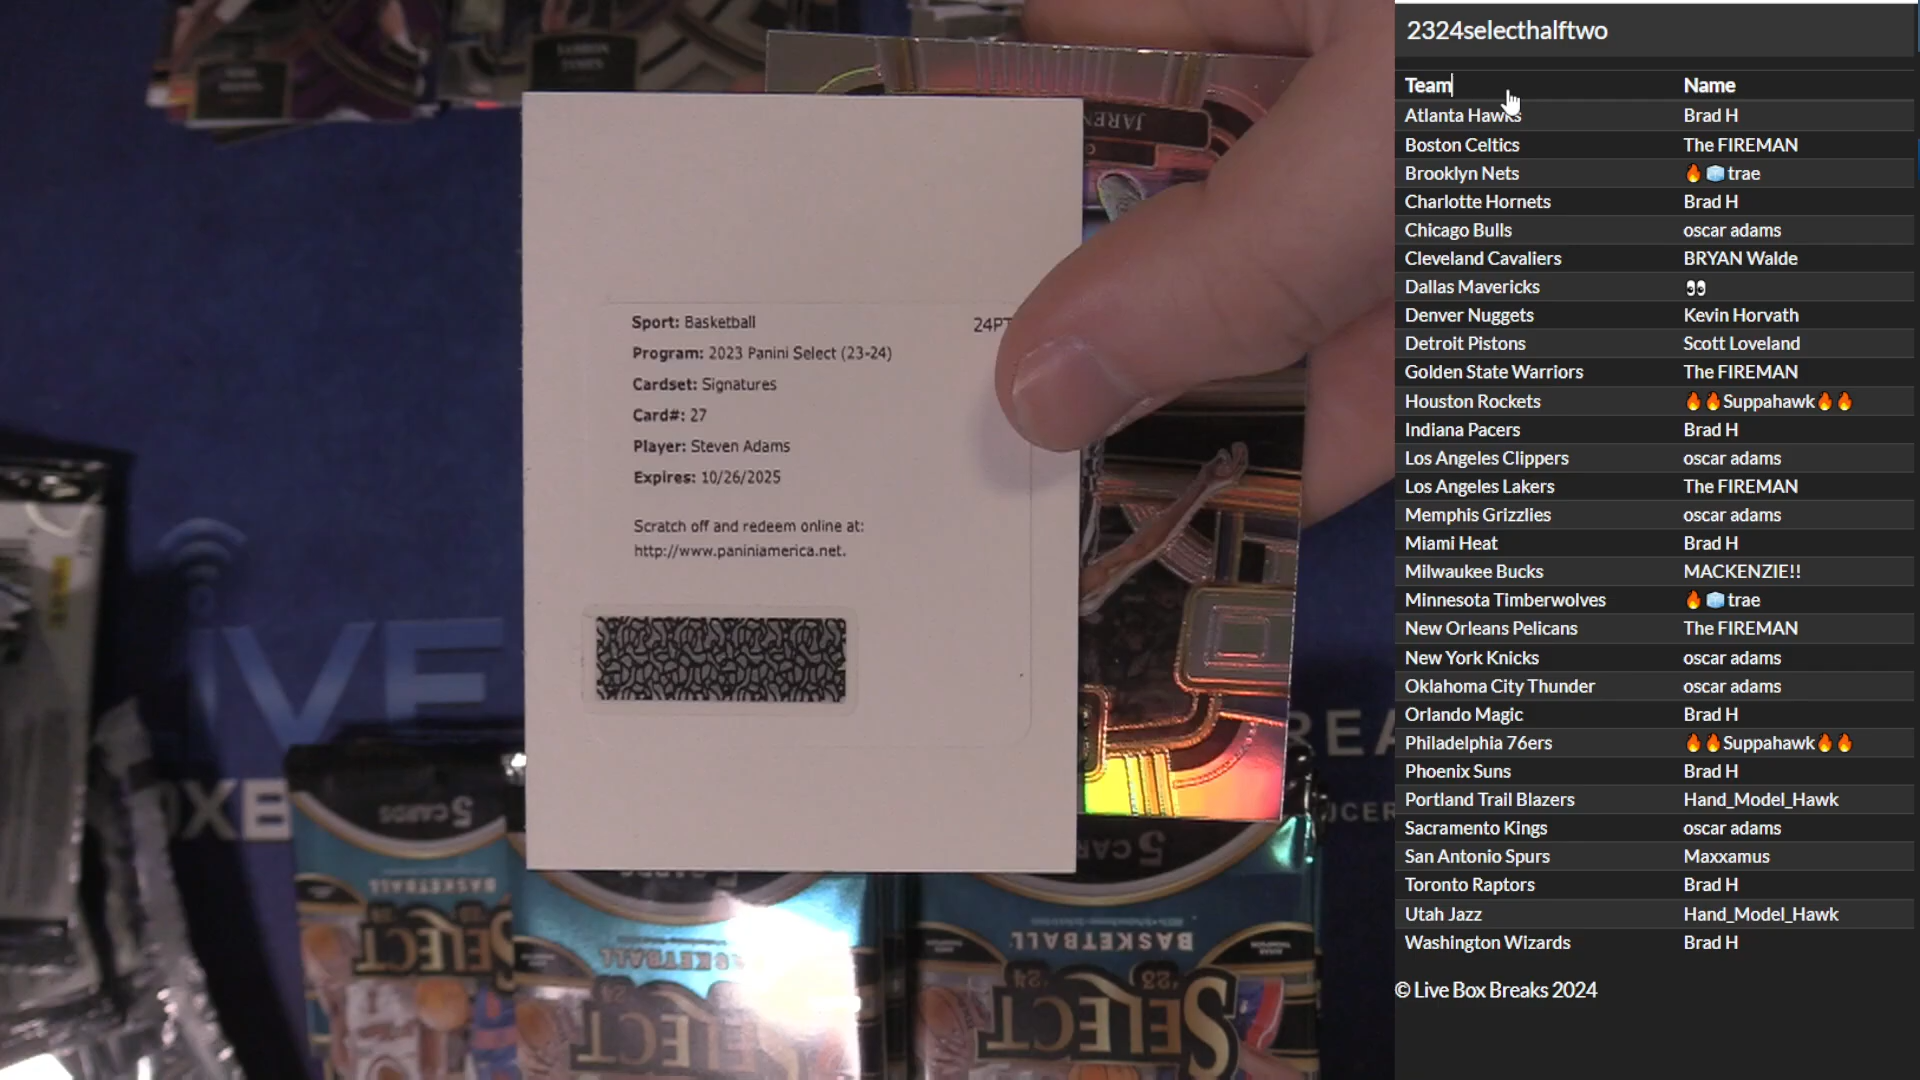 JAREN
Sport: Basketball
24PT
Program: 2023 Panini Select (23-24)
Cardset: Signatures
Card#: 27
Player: Steven Adams
Expires: 10/26/2025
Scratch off and redeem online at:
http://www.paniniamerica.net.
5 CARDS
BASKETBALL
BASKETBALL
SELECT
SELECT
SELECT
2324selecthalftwo
Team Name
Atlanta Hawks Brad H
Boston Celtics The FIREMAN
Brooklyn Nets 🔥🧊trae
Charlotte Hornets Brad H
Chicago Bulls oscar adams
Cleveland Cavaliers BRYAN Walde
Dallas Mavericks 👀
Denver Nuggets Kevin Horvath
Detroit Pistons Scott Loveland
Golden State Warriors The FIREMAN
Houston Rockets 🔥🔥Suppahawk🔥🔥
Indiana Pacers Brad H
Los Angeles Clippers oscar adams
Los Angeles Lakers The FIREMAN
Memphis Grizzlies oscar adams
Miami Heat Brad H
Milwaukee Bucks MACKENZIE!!
Minnesota Timberwolves 🔥🧊trae
New Orleans Pelicans The FIREMAN
New York Knicks oscar adams
Oklahoma City Thunder oscar adams
Orlando Magic Brad H
Philadelphia 76ers 🔥🔥Suppahawk🔥🔥
Phoenix Suns Brad H
Portland Trail Blazers Hand_Model_Hawk
Sacramento Kings oscar adams
San Antonio Spurs Maxxamus
Toronto Raptors Brad H
Utah Jazz Hand_Model_Hawk
Washington Wizards Brad H
© Live Box Breaks 2024